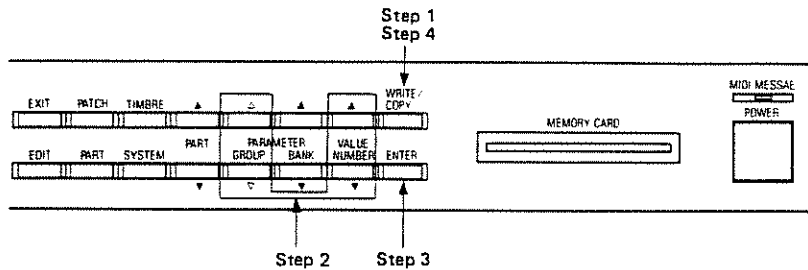 Step 1
Step 4
EXIT PATCH TIMBRE ▲ △ ▲ ▲ WRITE/
COPY
MIDI MESSAE
POWER
MEMORY CARD
PART PARAMETER VALUE
EDIT PART SYSTEM GROUP BANK NUMBER ENTER
▼ ▽ ▼ ▼
Step 2 Step 3